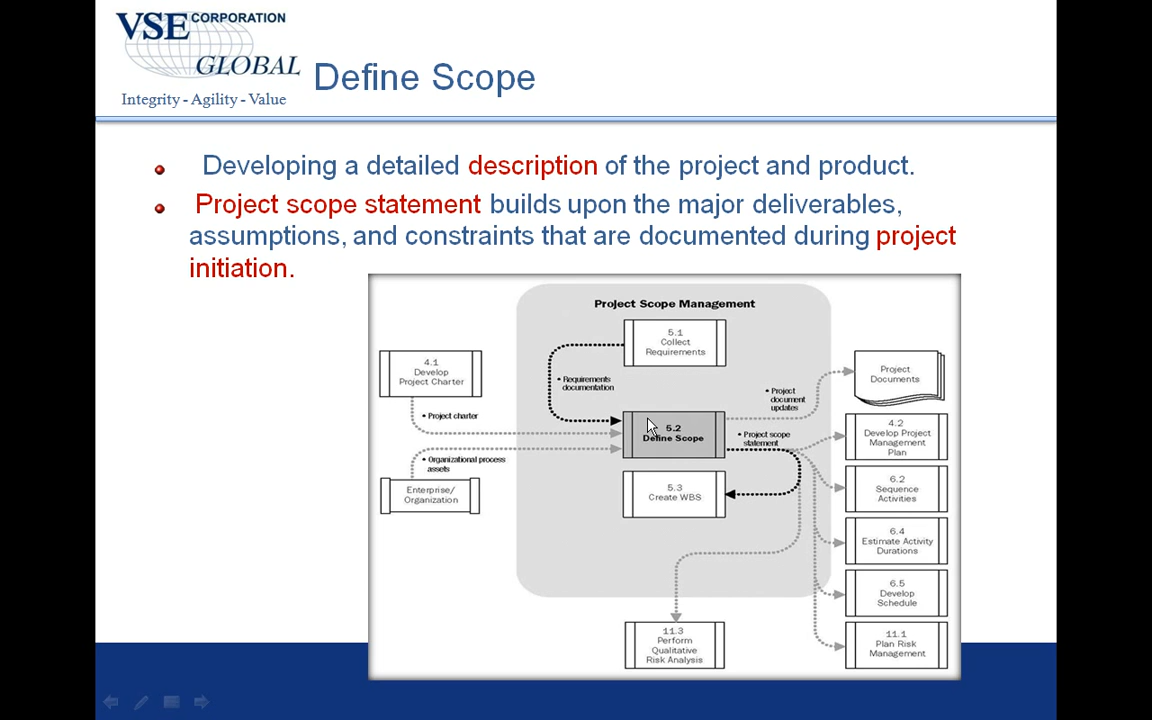 VSE CORPORATION
GLOBAL
Integrity - Agility - Value
Define Scope
Developing a detailed description of the project and product.
Project scope statement builds upon the major deliverables,
assumptions, and constraints that are documented during project
initiation.
Project Scope Management
5.1
Collect
Requirements
4.1
Develop
Project Charter
• Requirements
documentation
• Project
document
updates
Project
Documents
• Project charter
5.2
Define Scope
• Project scope
statement
4.2
Develop Project
Management
Plan
• Organizational process
assets
Enterprise/
Organization
5.3
Create WBS
6.2
Sequence
Activities
6.4
Estimate Activity
Durations
6.5
Develop
Schedule
11.3
Perform
Qualitative
Risk Analysis
11.1
Plan Risk
Management